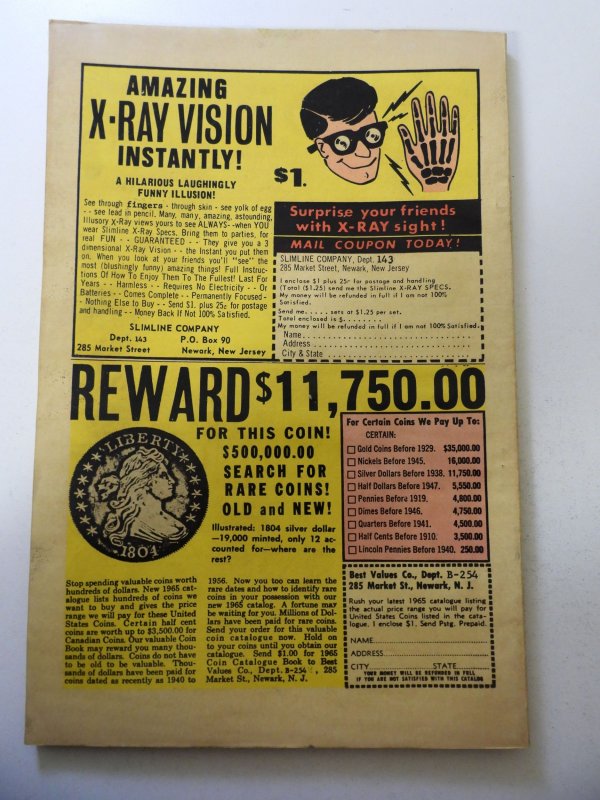 AMAZING
X-RAY VISION
INSTANTLY!
A HILARIOUS LAUGHINGLY
FUNNY ILLUSION!
See through fingers - through skin - see yolk of egg
- - see lead in pencil. Many, many, amazing, astounding,
Illusory X-Ray views yours to see ALWAYS- -when YOU
wear Slimline X-Ray Specs. Bring them to parties, for
real FUN - - GUARANTEED - - They give you a 3
dimensional X-Ray Vision - - the Instant you put them
on. When you look at your friends you'll "see" the
most (blushingly funny) amazing things! Full Instruc-
tions Of How To Enjoy Them To The Fullest! Last For
Years - - Harmless - - Requires No Electricity - - Or
Batteries - - Comes Complete - - Permanently Focused -
- Nothing Else to Buy - - Send $1. plus 25¢ for postage
and handling - - Money Back If Not 100% Satisfied.
SLIMLINE COMPANY
Dept. 143 P.O. Box 90
285 Market Street Newark, New Jersey
$1.
Surprise your friends
with X-RAY sight!
MAIL COUPON TODAY!
SLIMLINE COMPANY, Dept. 143
285 Market Street, Newark, New Jersey
I enclose $1 plus 25¢ for postage and handling
(Total ($1.25) send me the Slimline X-RAY SPECS.
My money will be refunded in full if I am not 100%
Satisfied.
Send me..... sets at $1.25 per set.
Total enclosed is $.......
My money will be refunded in full if I am not 100% Satisfied.
Name
Address
City & State
REWARD $11,750.00
FOR THIS COIN!
$500,000.00
SEARCH FOR
RARE COINS!
OLD and NEW!
LIBERTY
1804
Illustrated: 1804 silver dollar
—19,000 minted, only 12 ac-
counted for—where are the
rest?
For Certain Coins We Pay Up To:
CERTAIN:
Gold Coins Before 1929. $35,000.00
Nickels Before 1945. 16,000.00
Silver Dollars Before 1938. 11,750.00
Half Dollars Before 1947. 5,550.00
Pennies Before 1919. 4,800.00
Dimes Before 1946. 4,750.00
Quarters Before 1941. 4,500.00
Half Cents Before 1910. 3,500.00
Lincoln Pennies Before 1940. 250.00
Stop spending valuable coins worth
hundreds of dollars. New 1965 cat-
alogue lists hundreds of coins we
want to buy and gives the price
range we will pay for these United
States Coins. Certain half cent
coins are worth up to $3,500.00 for
Canadian Coins. Our valuable Coin
Book may reward you many thou-
sands of dollars. Coins do not have
to be old to be valuable. Thou-
sands of dollars have been paid for
coins dated as recently as 1940 to
1956. Now you too can learn the
rare dates and how to identify rare
coins in your possession with our
new 1965 catalog. A fortune may
be waiting for you. Millions of Dol-
lars have been paid for rare coins.
Send your order for this valuable
coin catalogue now. Hold on
to your coins until you obtain our
catalogue. Send $1.00 for 1965
Coin Catalogue Book to Best
Values Co., Dept. B-254, 285
Market St., Newark, N. J.
Best Values Co., Dept. B-254
285 Market St., Newark, N. J.
Rush your latest 1965 catalogue listing
the actual price range you will pay for
United States Coins listed in the cata-
logue. I enclose $1. Send Pstg. Prepaid.
NAME
ADDRESS
CITY STATE
YOUR MONEY WILL BE REFUNDED IN FULL
IF YOU ARE NOT SATISFIED WITH THIS CATALOG